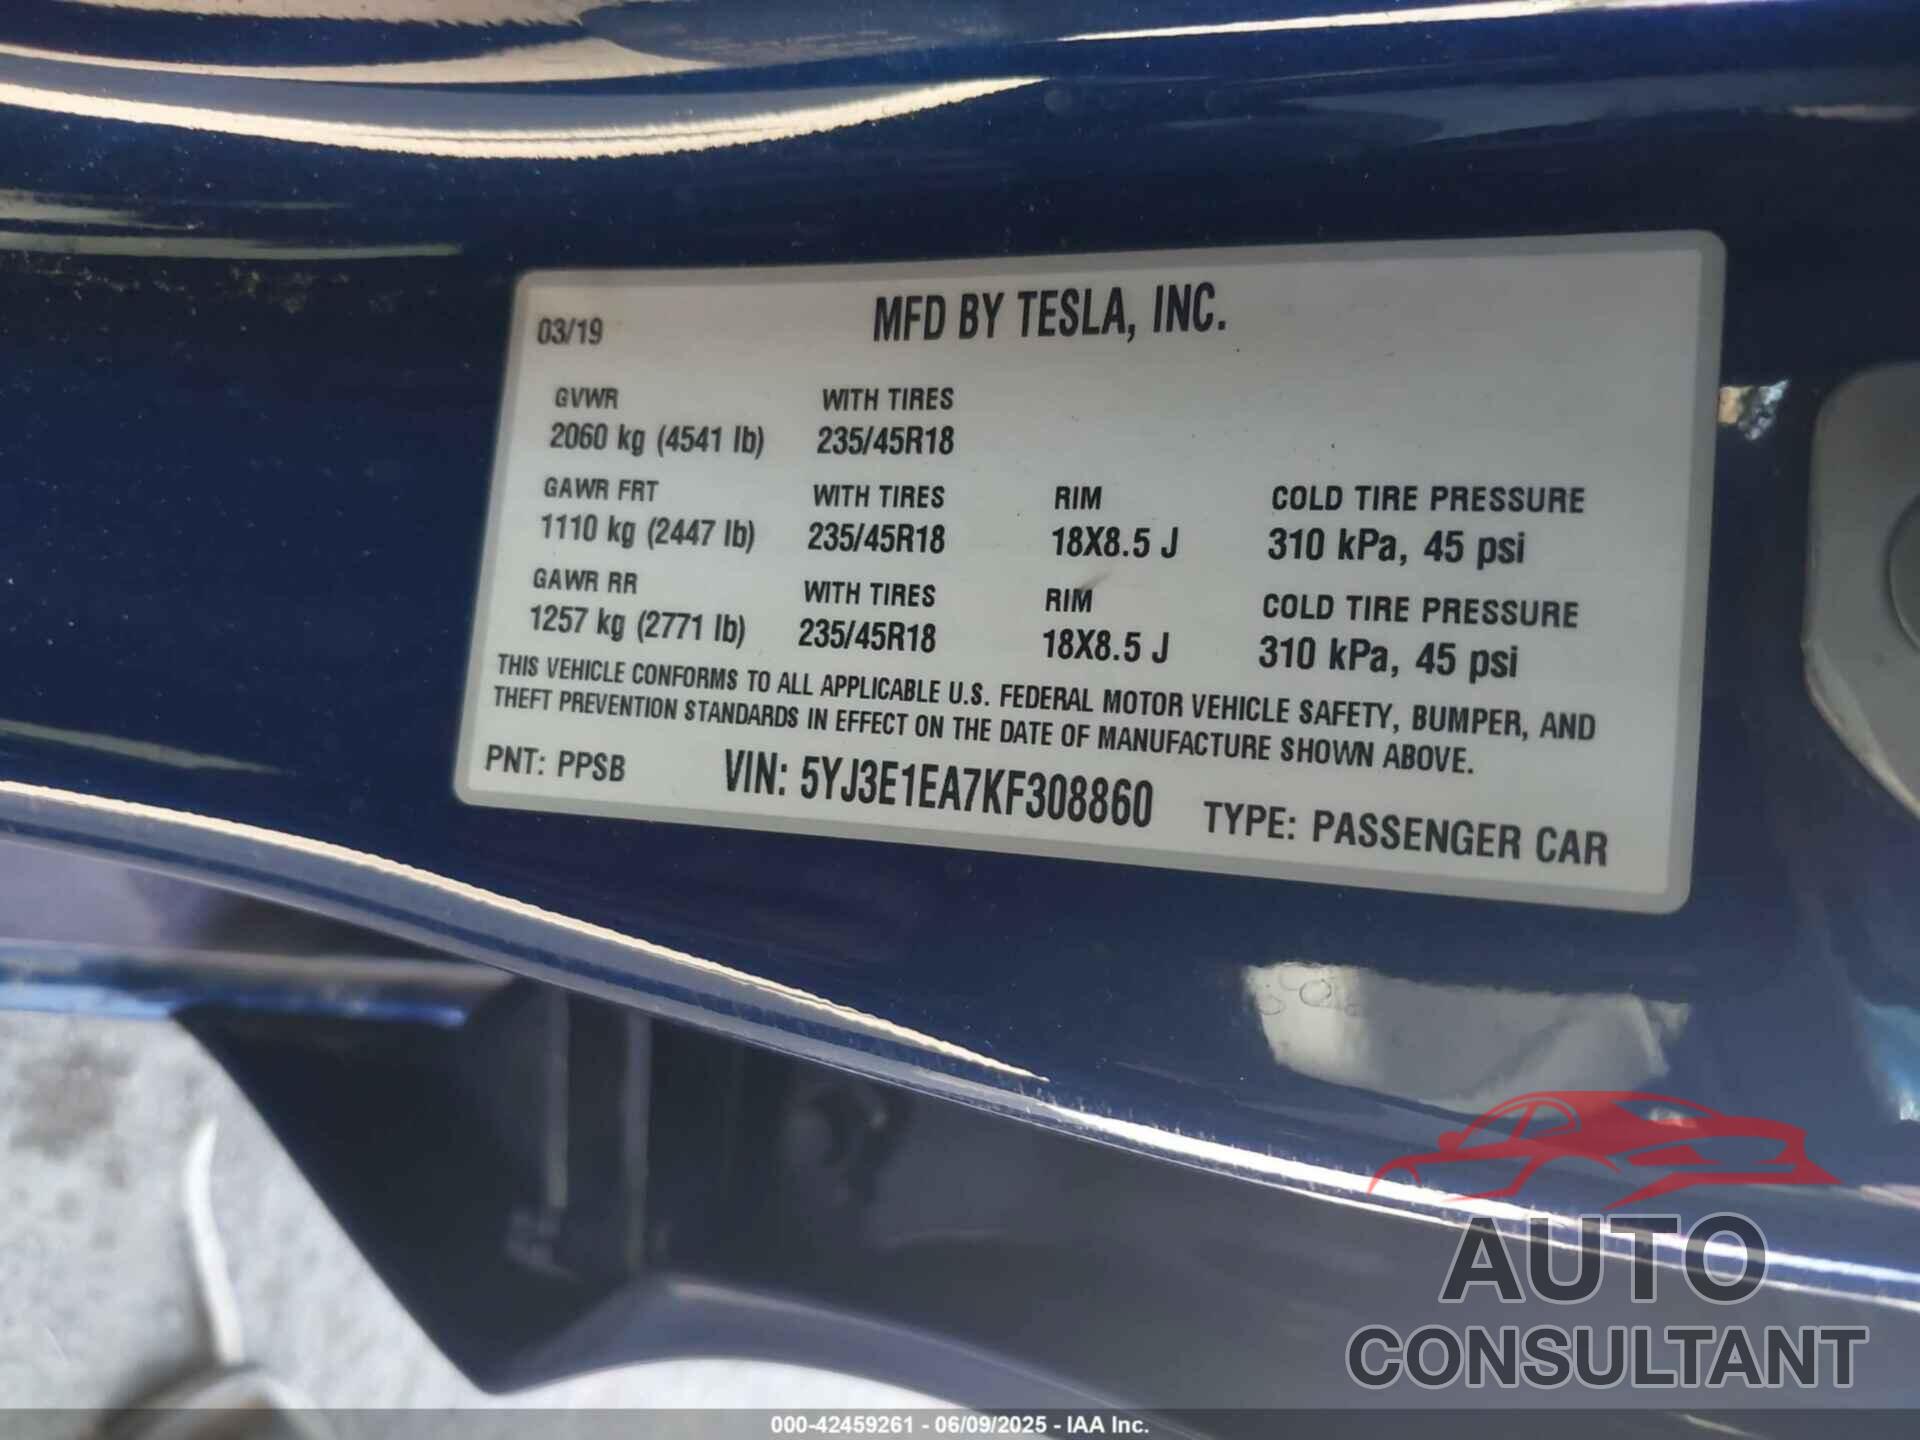 MFD BY TESLA, INC.
03/19
GVWR WITH TIRES
2060 kg (4541 lb) 235/45R18
GAWR FRT WITH TIRES RIM COLD TIRE PRESSURE
1110 kg (2447 lb) 235/45R18 18X8.5 J 310 kPa, 45 psi
GAWR RR WITH TIRES RIM COLD TIRE PRESSURE
1257 kg (2771 lb) 235/45R18 18X8.5 J 310 kPa, 45 psi
THIS VEHICLE CONFORMS TO ALL APPLICABLE U.S. FEDERAL MOTOR VEHICLE SAFETY, BUMPER, AND
THEFT PREVENTION STANDARDS IN EFFECT ON THE DATE OF MANUFACTURE SHOWN ABOVE.
PNT: PPSB VIN: 5YJ3E1EA7KF308860 TYPE: PASSENGER CAR
AUTO
CONSULTANT
000-42459261 - 06/09/2025 - IAA Inc.